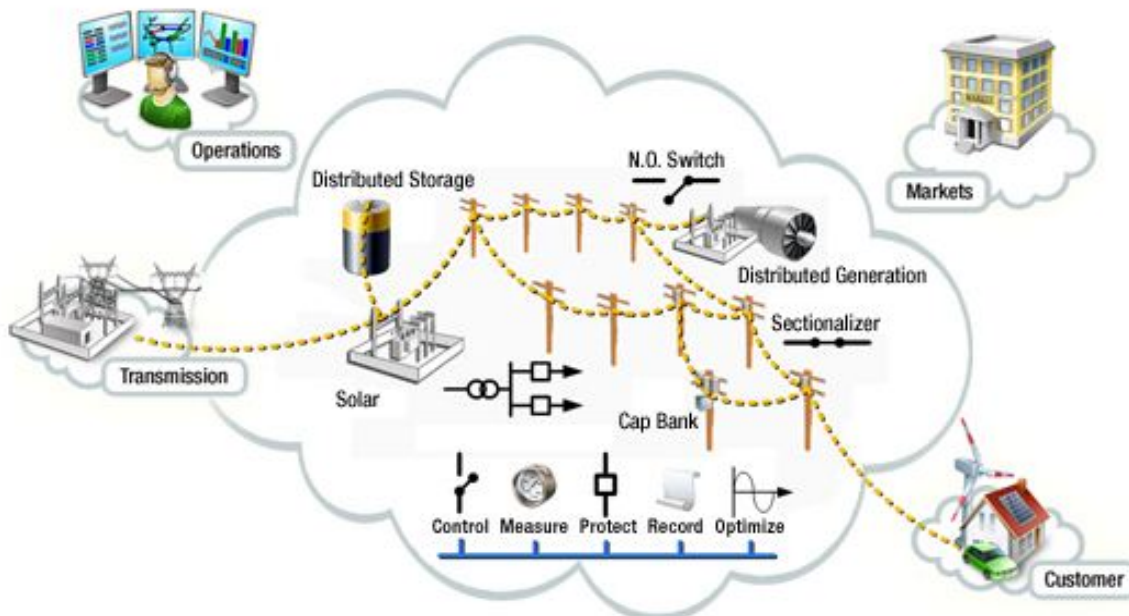 Operations
N.O. Switch
Distributed Storage
Markets
Distributed Generation
Sectionalizer
Transmission
Solar
Cap Bank
Control Measure Protect Record Optimize
Customer